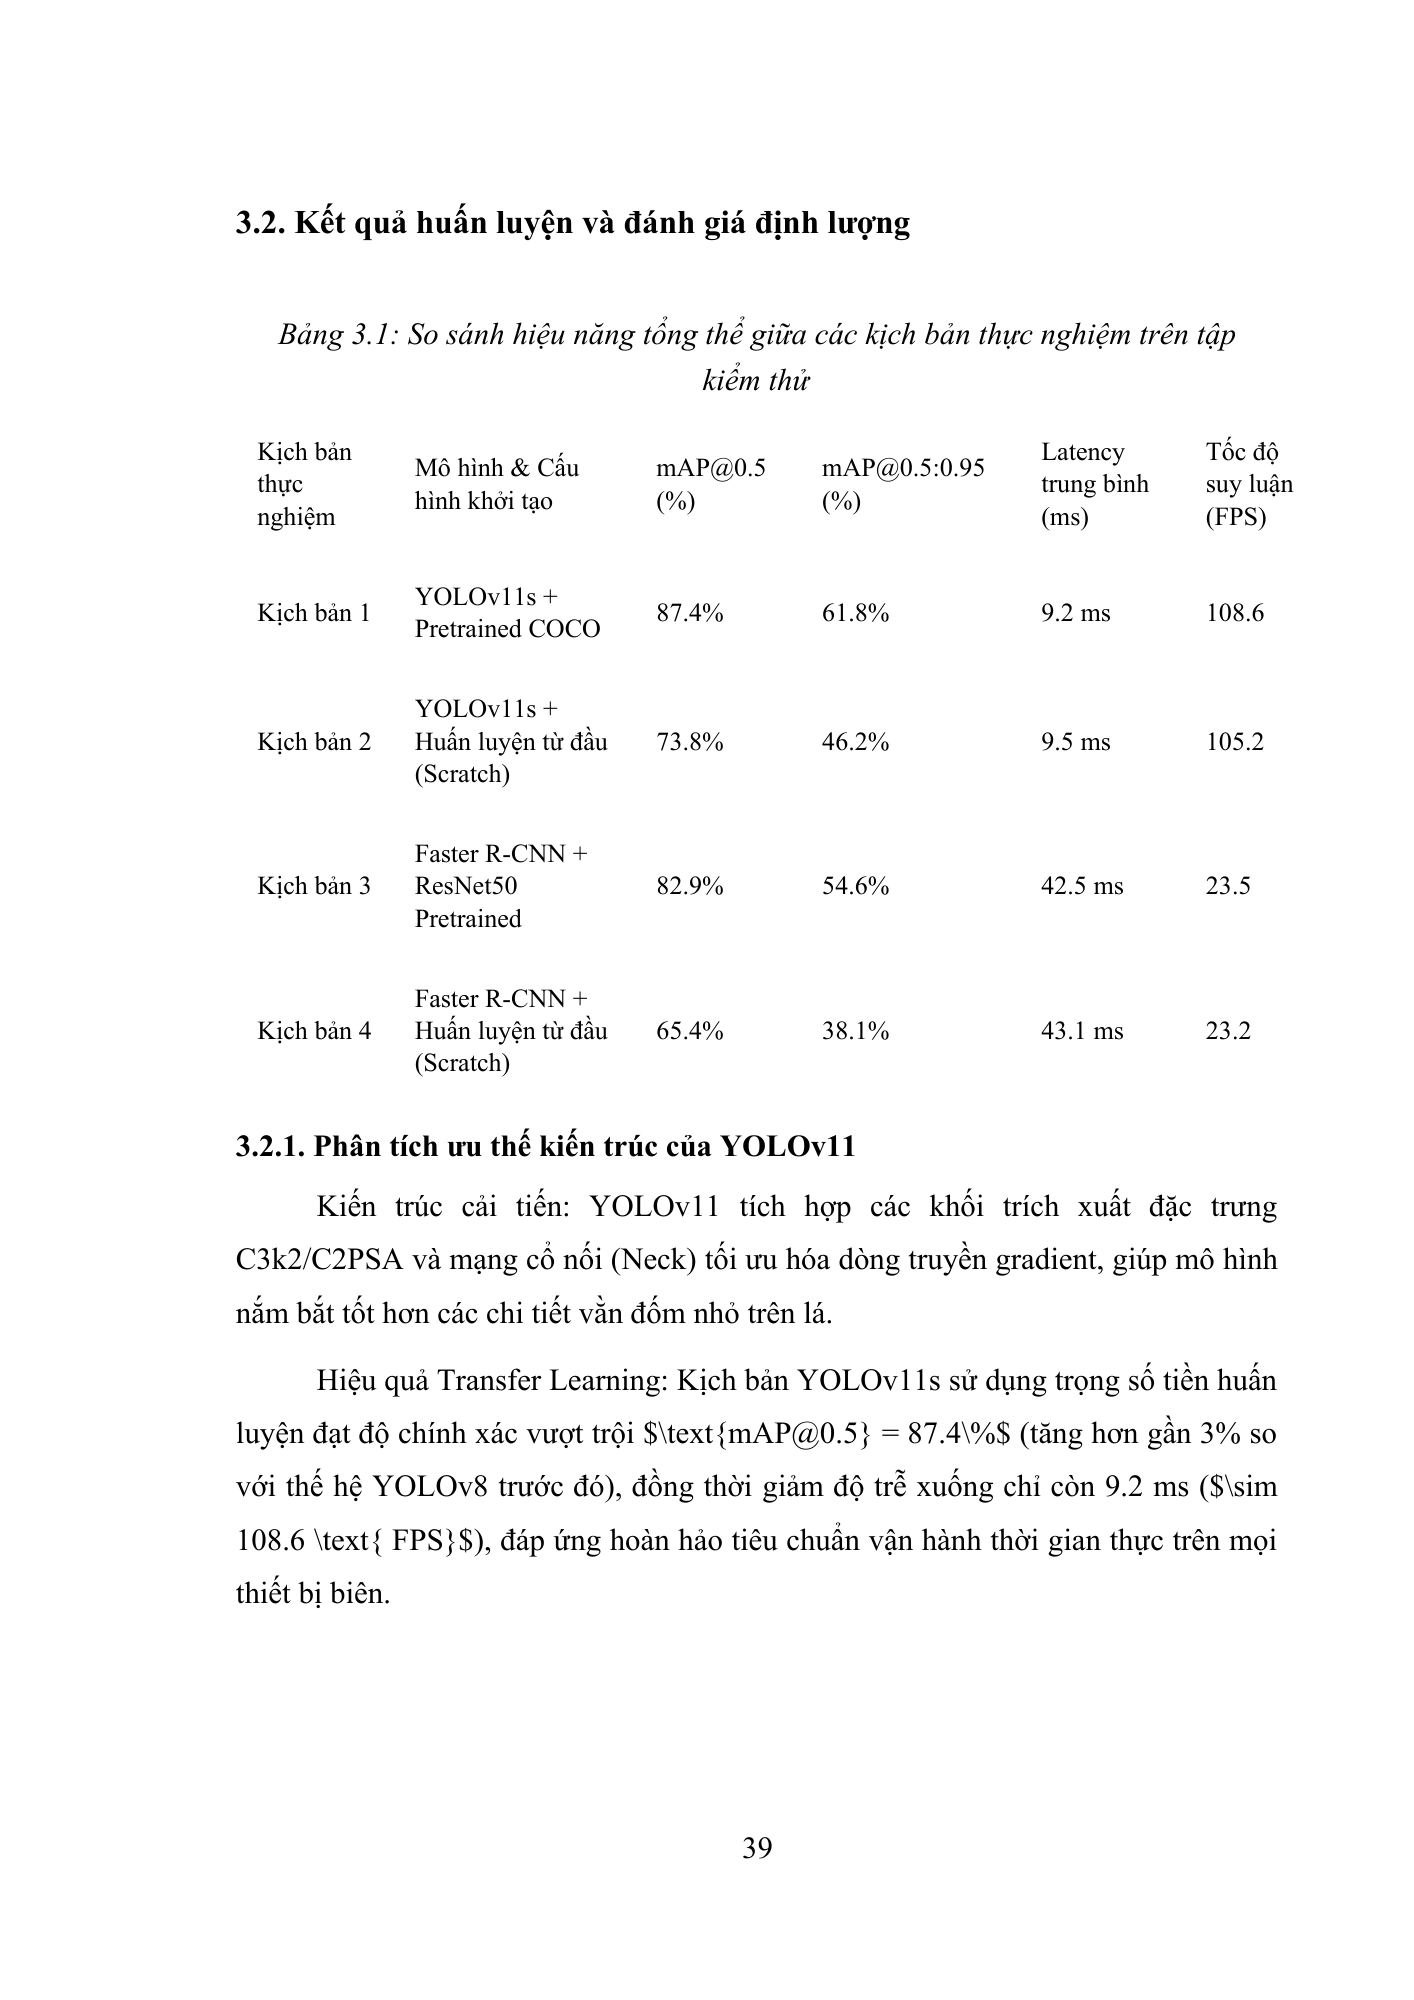 3.2. Kết quả huấn luyện và đánh giá định lượng
Bảng 3.1: So sánh hiệu năng tổng thể giữa các kịch bản thực nghiệm trên tập
kiểm thử
Kịch bản thực nghiệm | Mô hình & Cấu hình khởi tạo | mAP@0.5 (%) | mAP@0.5:0.95 (%) | Latency trung bình (ms) | Tốc độ suy luận (FPS)
Kịch bản 1 | YOLOv11s + Pretrained COCO | 87.4% | 61.8% | 9.2 ms | 108.6
Kịch bản 2 | YOLOv11s + Huấn luyện từ đầu (Scratch) | 73.8% | 46.2% | 9.5 ms | 105.2
Kịch bản 3 | Faster R-CNN + ResNet50 Pretrained | 82.9% | 54.6% | 42.5 ms | 23.5
Kịch bản 4 | Faster R-CNN + Huấn luyện từ đầu (Scratch) | 65.4% | 38.1% | 43.1 ms | 23.2
3.2.1. Phân tích ưu thế kiến trúc của YOLOv11
Kiến trúc cải tiến: YOLOv11 tích hợp các khối trích xuất đặc trưng
C3k2/C2PSA và mạng cổ nối (Neck) tối ưu hóa dòng truyền gradient, giúp mô hình
nắm bắt tốt hơn các chi tiết vằn đốm nhỏ trên lá.
Hiệu quả Transfer Learning: Kịch bản YOLOv11s sử dụng trọng số tiền huấn
luyện đạt độ chính xác vượt trội $\text{mAP@0.5} = 87.4\%$ (tăng hơn gần 3% so
với thế hệ YOLOv8 trước đó), đồng thời giảm độ trễ xuống chỉ còn 9.2 ms ($\sim
108.6 \text{ FPS}$), đáp ứng hoàn hảo tiêu chuẩn vận hành thời gian thực trên mọi
thiết bị biên.
39